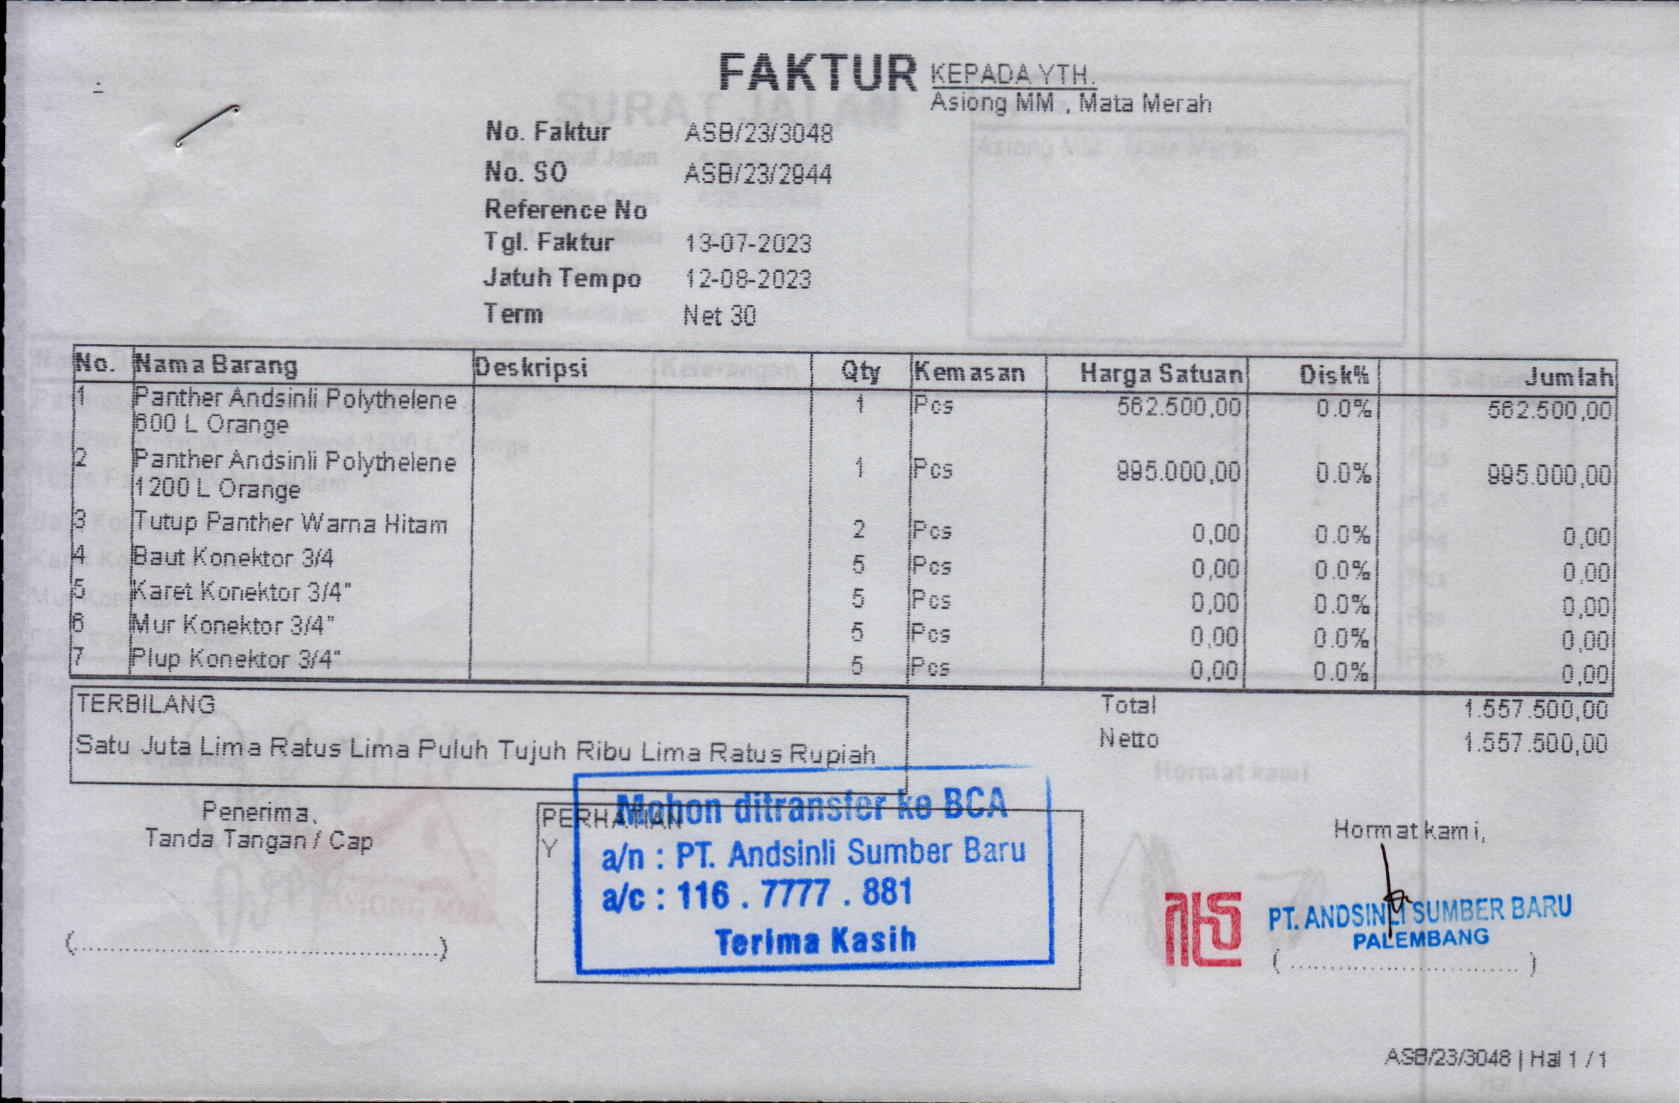 FAKTUR
KEPADA YTH.
Asiong MM , Mata Merah
No. Faktur ASB/23/3048
No. SO ASB/23/2944
Reference No
Tgl. Faktur 13-07-2023
Jatuh Tempo 12-08-2023
Term Net 30
No. Nama Barang Deskripsi Qty Kemasan Harga Satuan Disk% Jumlah
1 Panther Andsinli Polythelene 1 Pcs 562.500,00 0.0% 562.500,00
600 L Orange
2 Panther Andsinli Polythelene 1 Pcs 995.000,00 0.0% 995.000,00
1200 L Orange
3 Tutup Panther Warna Hitam 2 Pcs 0,00 0.0% 0,00
4 Baut Konektor 3/4 5 Pcs 0,00 0.0% 0,00
5 Karet Konektor 3/4" 5 Pcs 0,00 0.0% 0,00
6 Mur Konektor 3/4" 5 Pcs 0,00 0.0% 0,00
7 Plup Konektor 3/4" 5 Pcs 0,00 0.0% 0,00
TERBILANG
Satu Juta Lima Ratus Lima Puluh Tujuh Ribu Lima Ratus Rupiah
Total 1.557.500,00
Netto 1.557.500,00
Penerima,
Tanda Tangan / Cap
(..........................................)
PERHATIAN
Y
Mohon ditransfer ke BCA
a/n : PT. Andsinli Sumber Baru
a/c : 116 . 7777 . 881
Terima Kasih
Hormat kami,
PT. ANDSINLI SUMBER BARU
PALEMBANG
( ............................ )
ASB/23/3048 | Hal 1 / 1